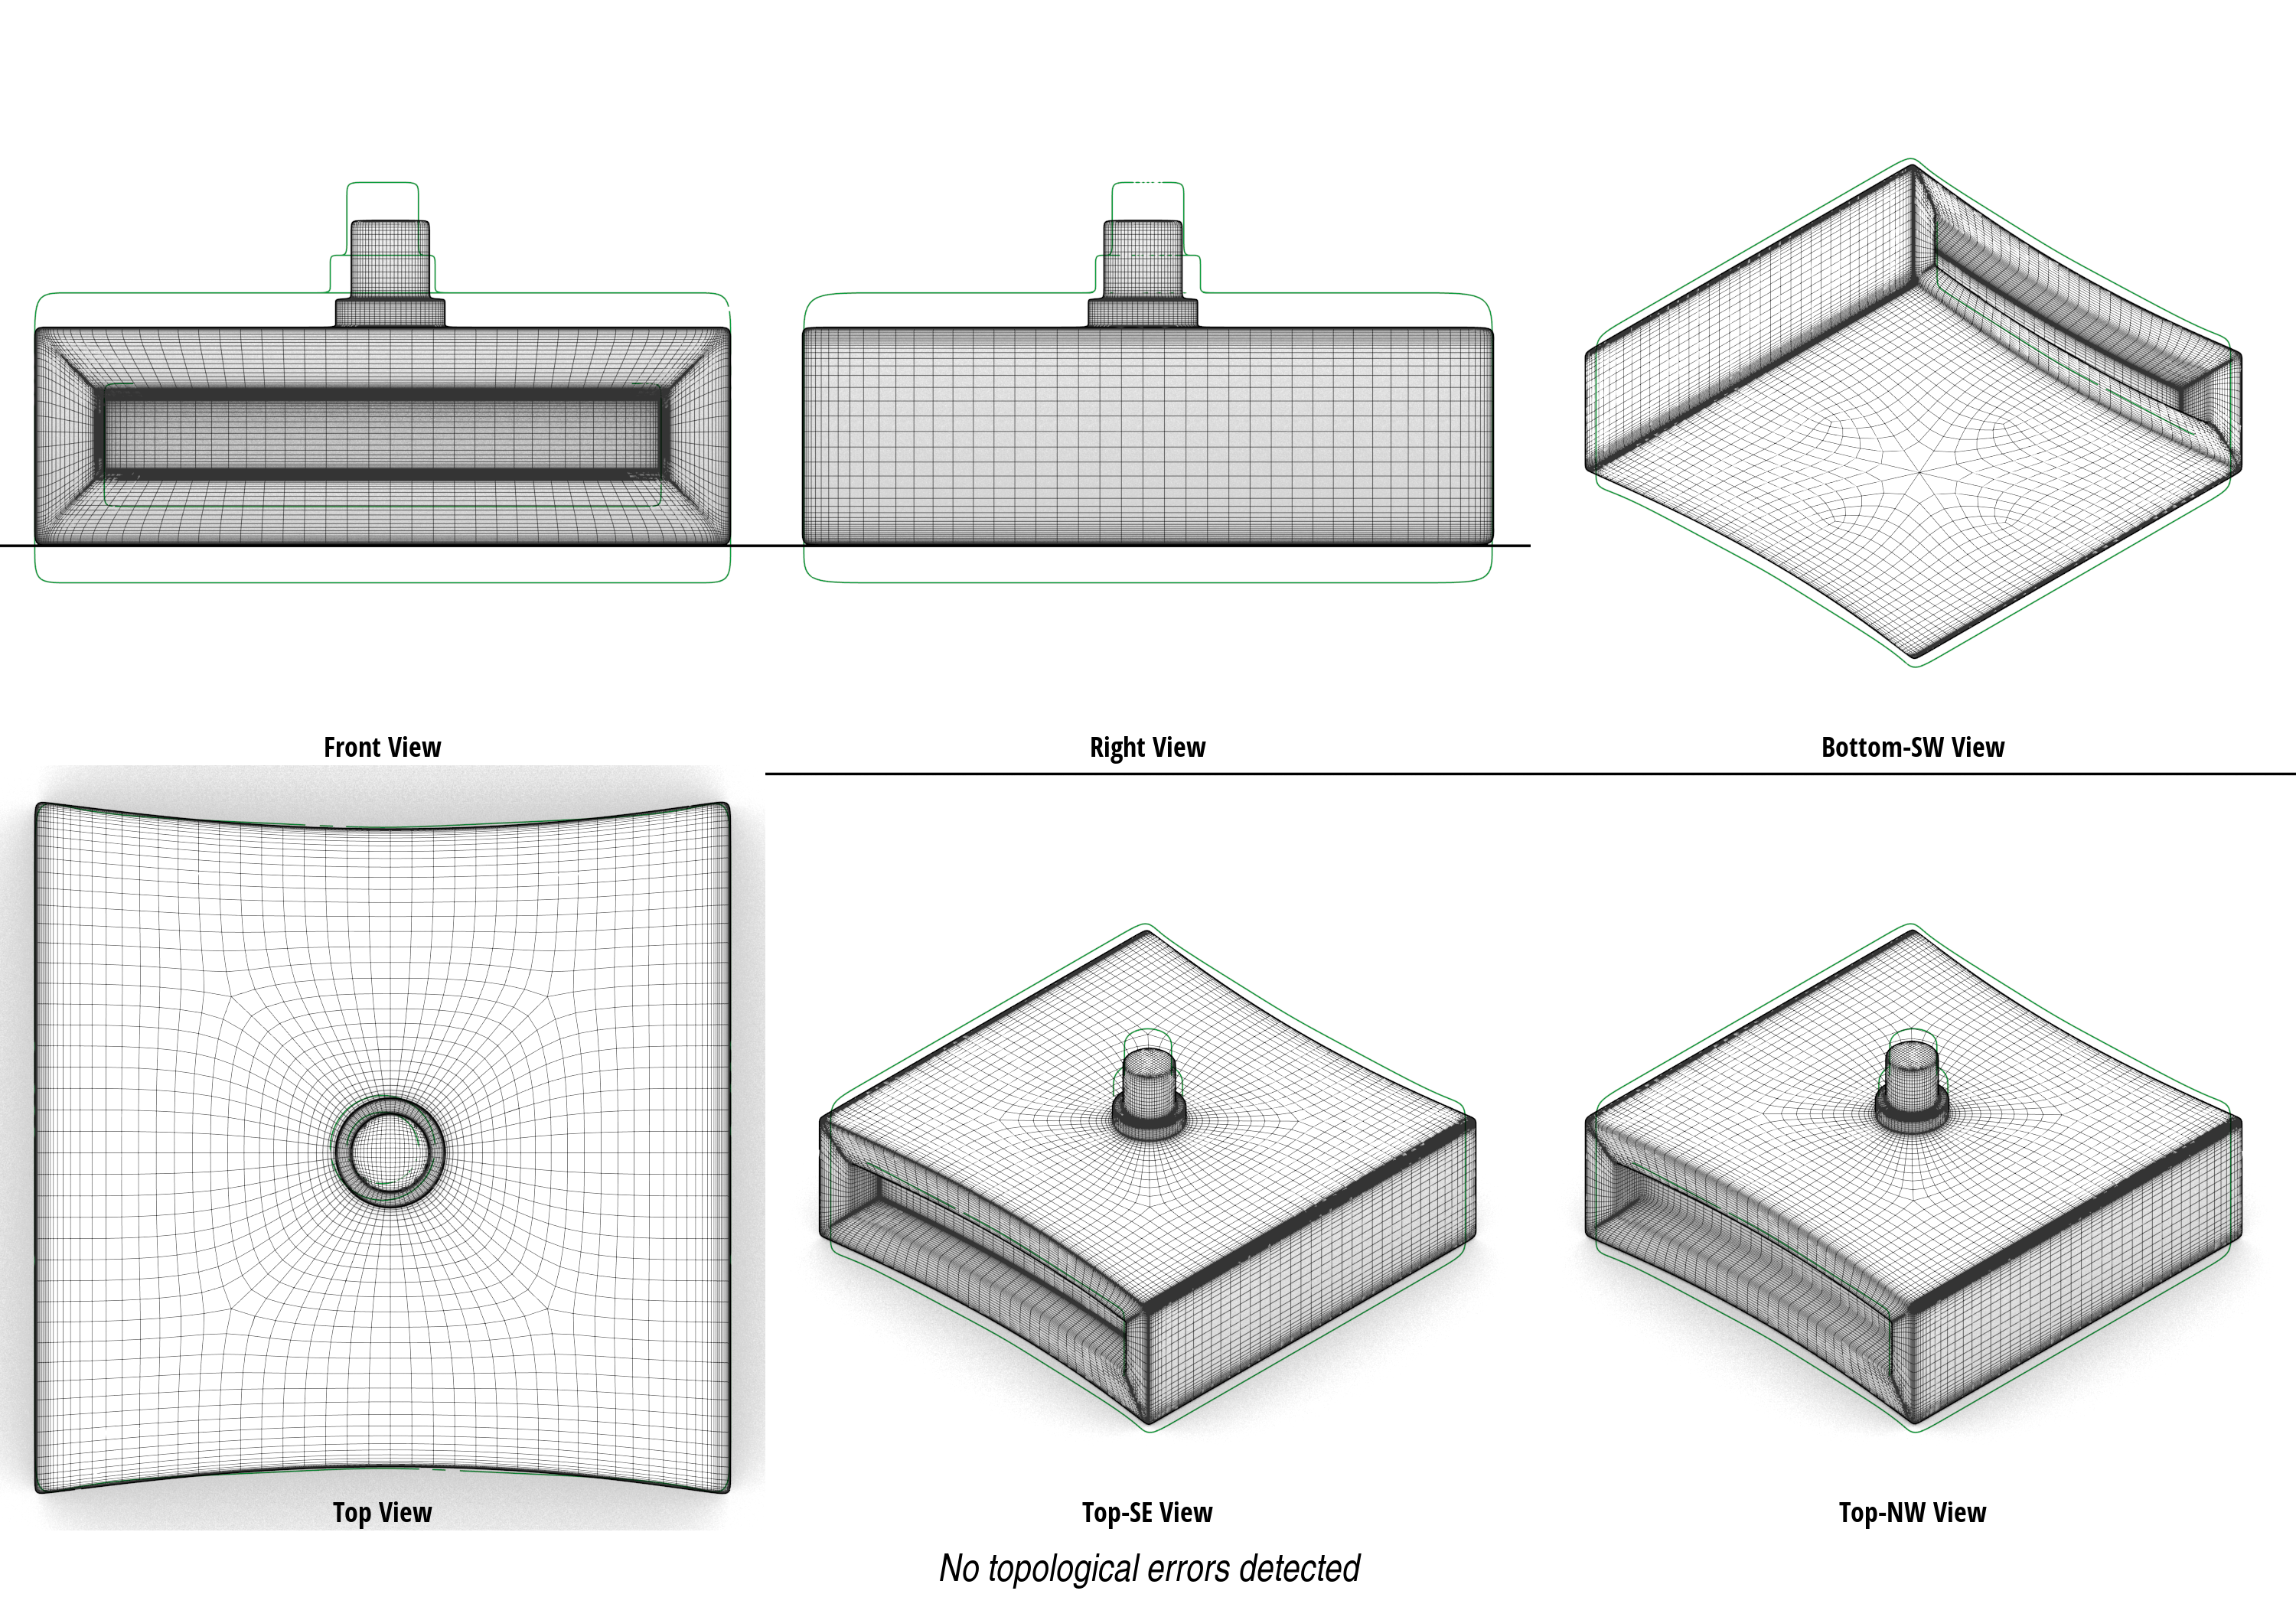 Front View
Right View
Bottom-SW View
Top View
Top-SE View
Top-NW View
No topological errors detected